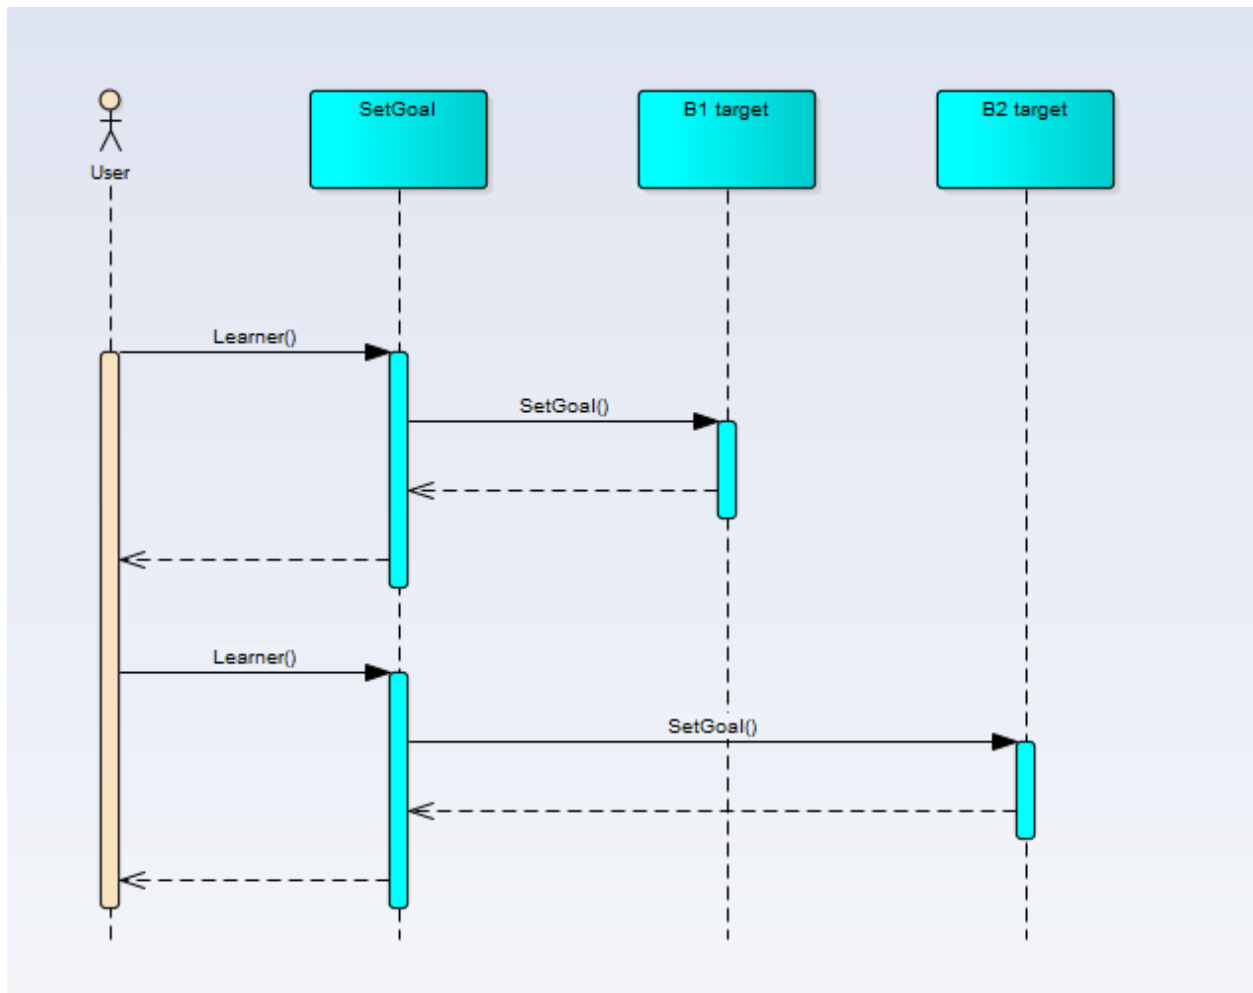 SetGoal
B1 target
B2 target
User
Learner()
SetGoal()
Learner()
SetGoal()